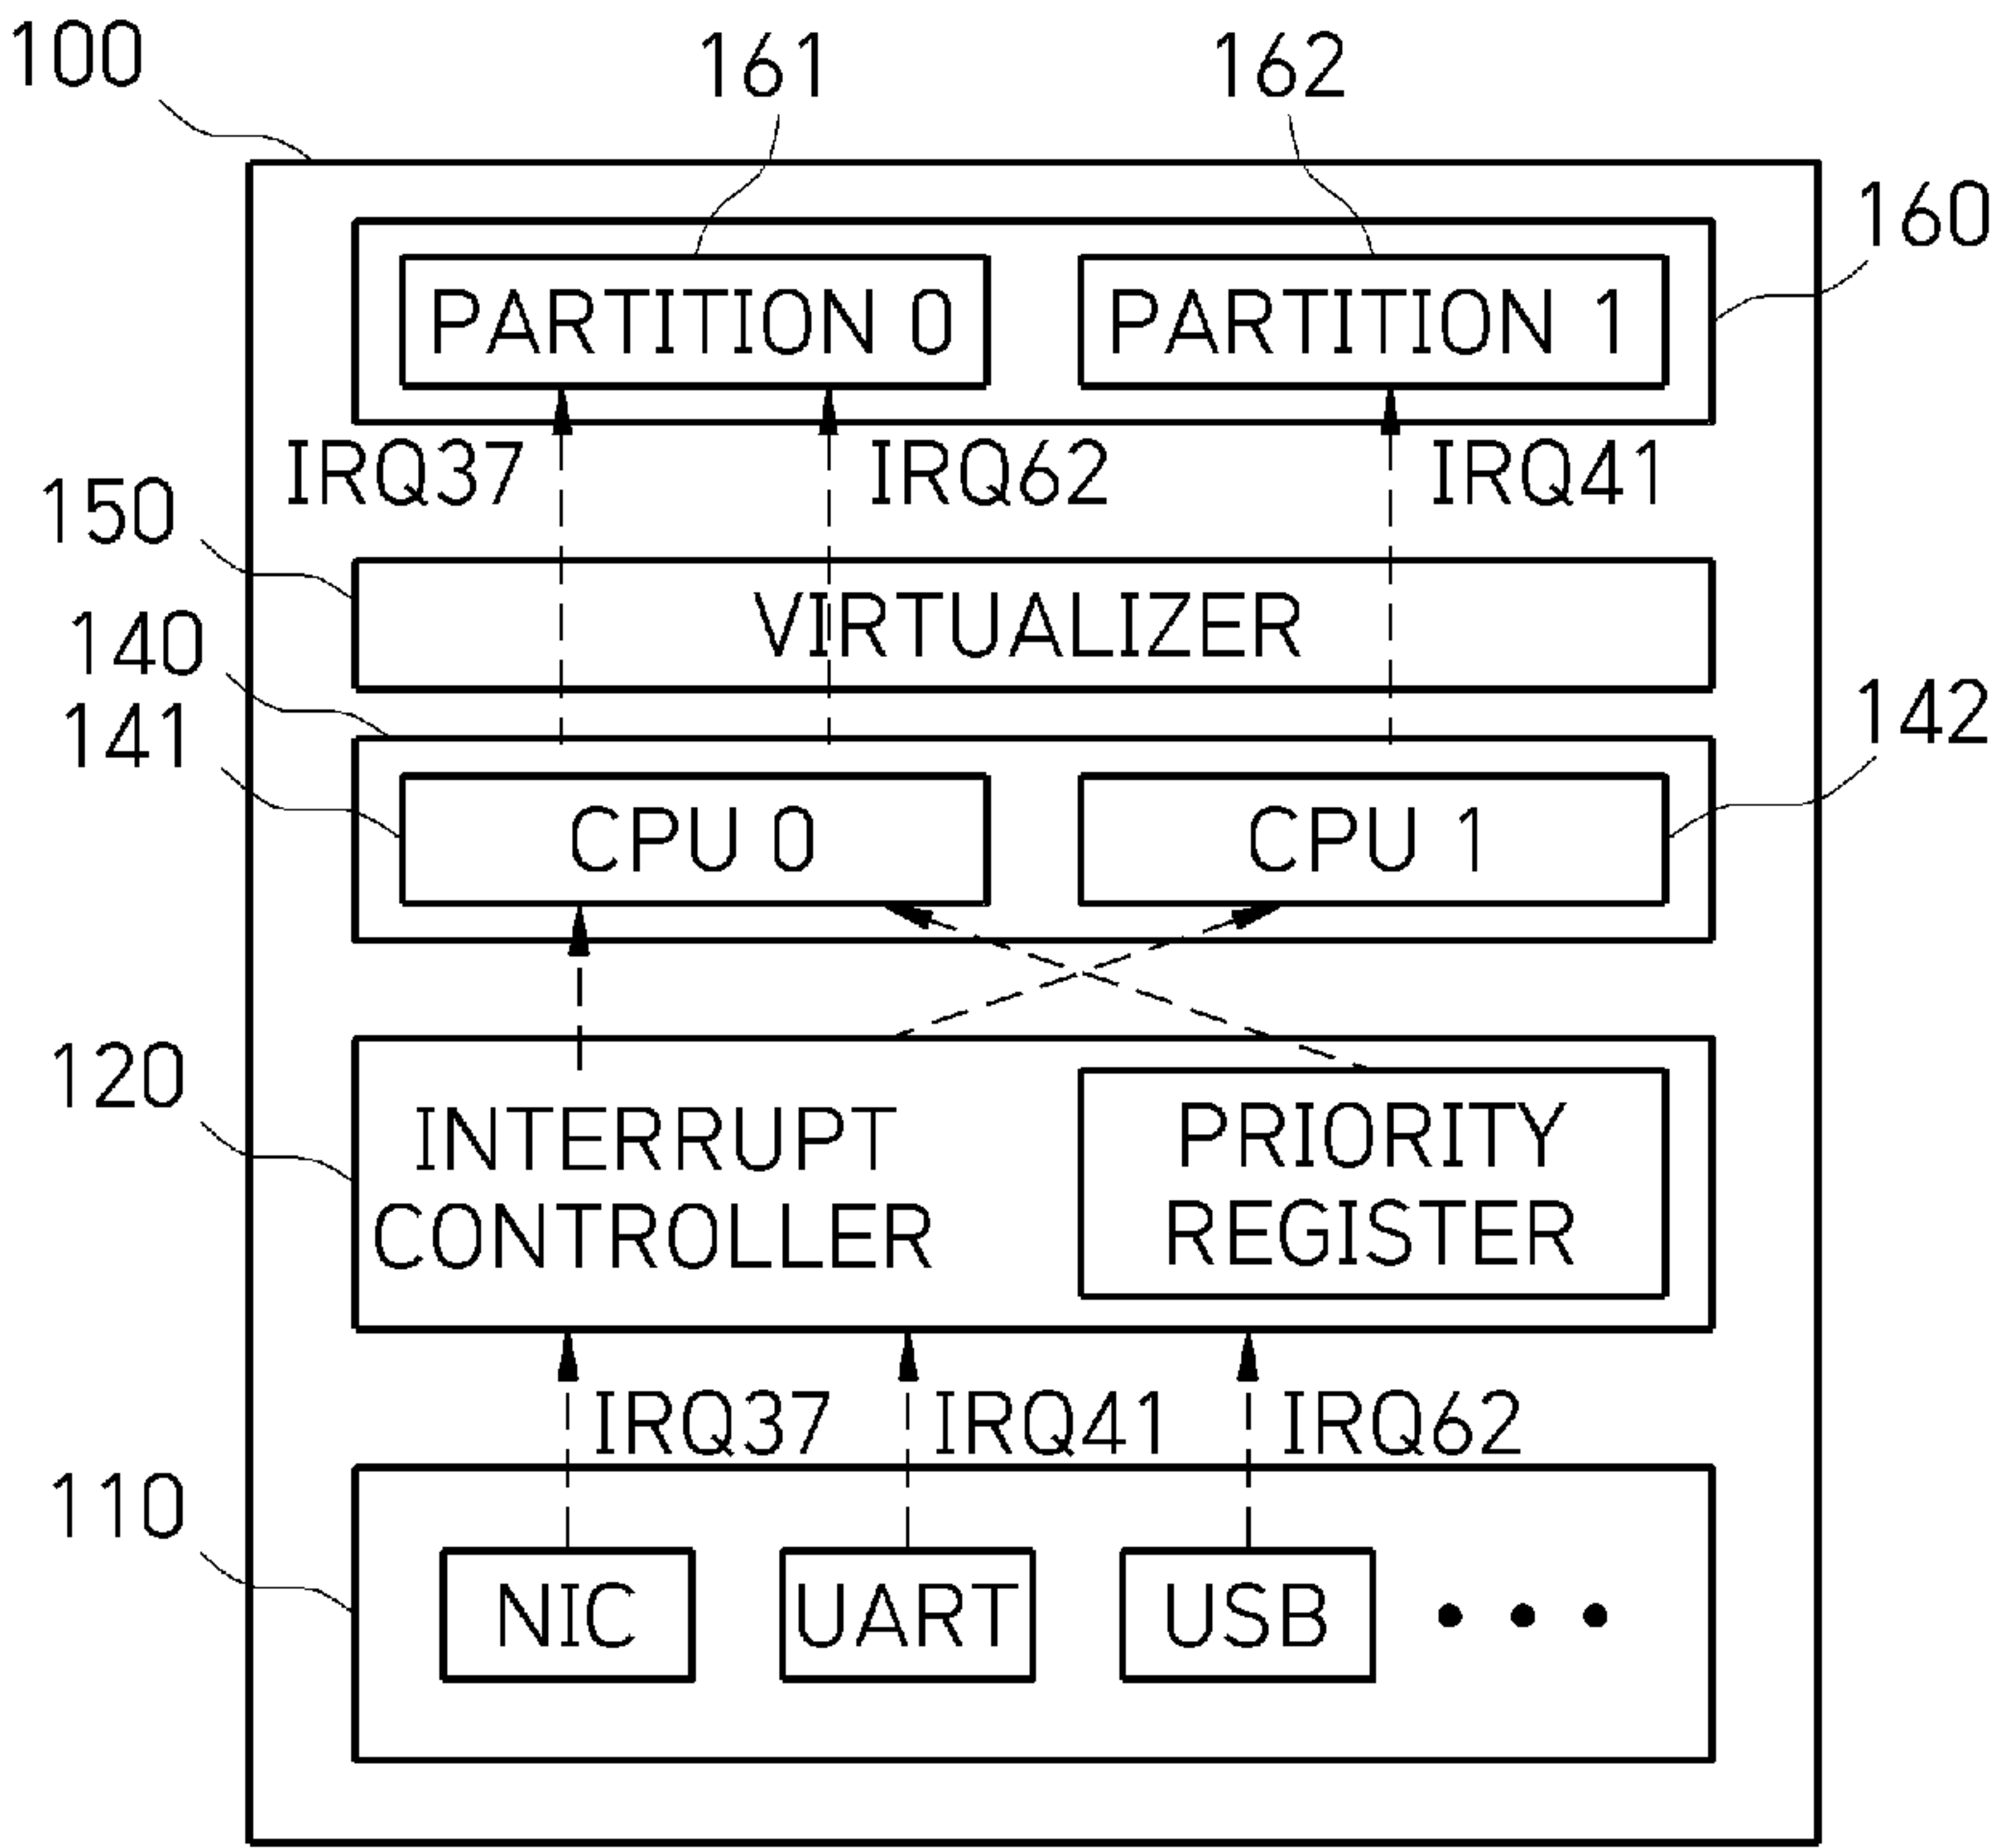 100
161
162
160
PARTITION 0
PARTITION 1
IRQ37
IRQ62
IRQ41
150
VIRTUALIZER
140
141
142
CPU 0
CPU 1
120
INTERRUPT
CONTROLLER
PRIORITY
REGISTER
IRQ37
IRQ41
IRQ62
110
NIC
UART
USB